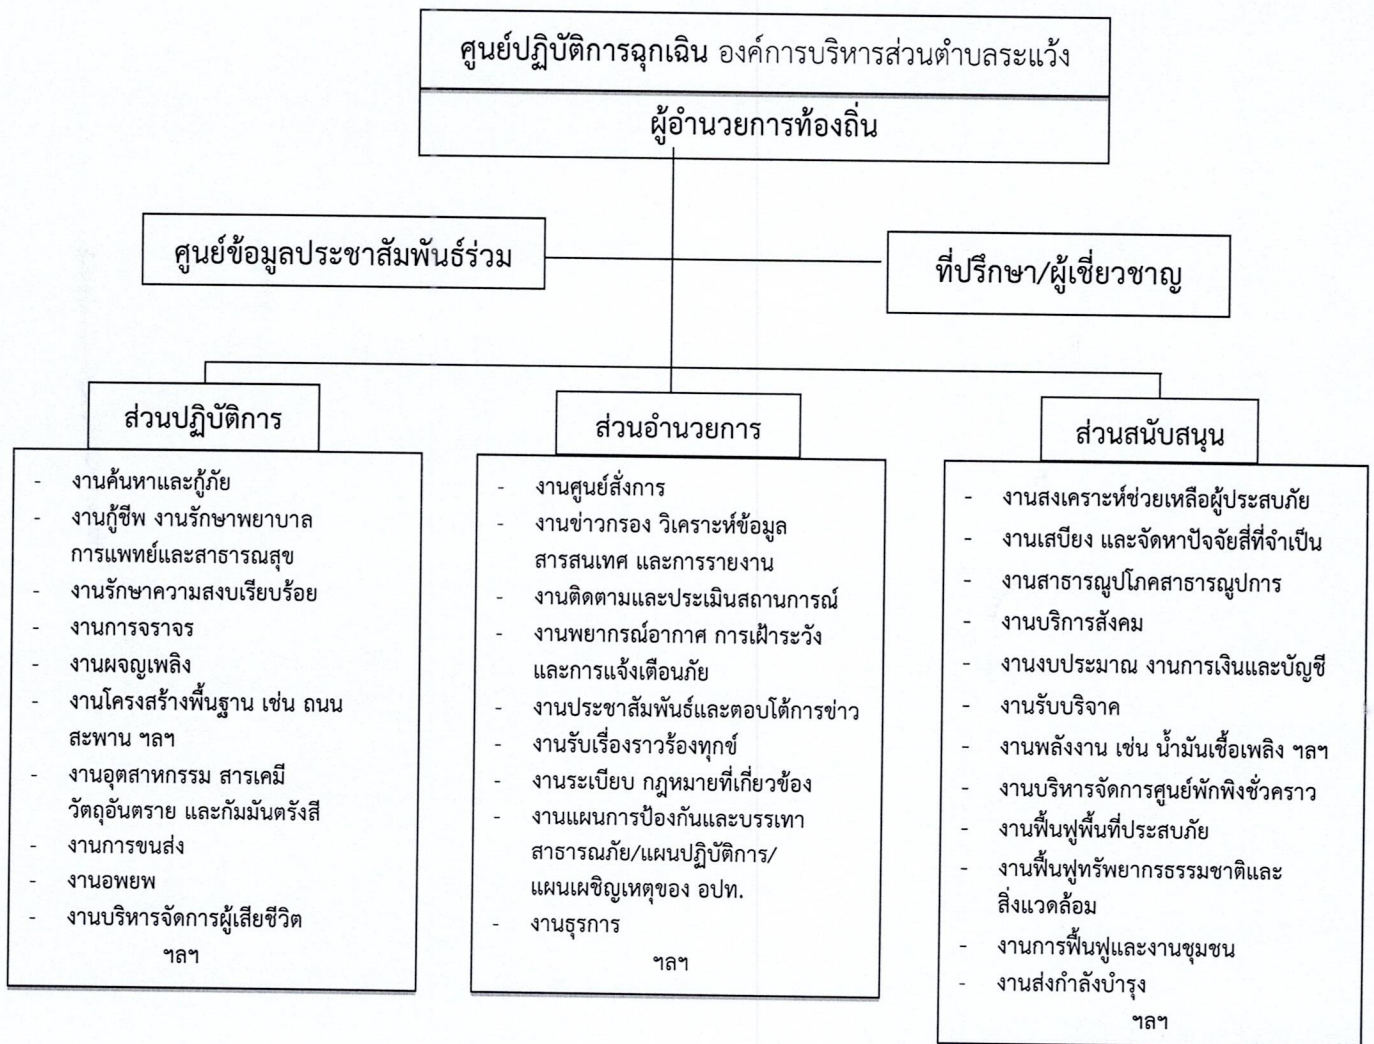 ศูนย์ปฏิบัติการฉุกเฉิน องค์การบริหารส่วนตำบลระแว้ง
ผู้อำนวยการท้องถิ่น
ศูนย์ข้อมูลประชาสัมพันธ์ร่วม
ที่ปรึกษา/ผู้เชี่ยวชาญ
ส่วนปฏิบัติการ
- งานค้นหาและกู้ภัย
- งานกู้ชีพ งานรักษาพยาบาล
การแพทย์และสาธารณสุข
- งานรักษาความสงบเรียบร้อย
- งานการจราจร
- งานผจญเพลิง
- งานโครงสร้างพื้นฐาน เช่น ถนน
สะพาน ฯลฯ
- งานอุตสาหกรรม สารเคมี
วัตถุอันตราย และกัมมันตรังสี
- งานการขนส่ง
- งานอพยพ
- งานบริหารจัดการผู้เสียชีวิต
ฯลฯ
ส่วนอำนวยการ
- งานศูนย์สั่งการ
- งานข่าวกรอง วิเคราะห์ข้อมูล
สารสนเทศ และการรายงาน
- งานติดตามและประเมินสถานการณ์
- งานพยากรณ์อากาศ การเฝ้าระวัง
และการแจ้งเตือนภัย
- งานประชาสัมพันธ์และตอบโต้การข่าว
- งานรับเรื่องราวร้องทุกข์
- งานระเบียบ กฎหมายที่เกี่ยวข้อง
- งานแผนการป้องกันและบรรเทา
สาธารณภัย/แผนปฏิบัติการ/
แผนเผชิญเหตุของ อปท.
- งานธุรการ
ฯลฯ
ส่วนสนับสนุน
- งานสงเคราะห์ช่วยเหลือผู้ประสบภัย
- งานเสบียง และจัดหาปัจจัยสี่ที่จำเป็น
- งานสาธารณูปโภคสาธารณูปการ
- งานบริการสังคม
- งานงบประมาณ งานการเงินและบัญชี
- งานรับบริจาค
- งานพลังงาน เช่น น้ำมันเชื้อเพลิง ฯลฯ
- งานบริหารจัดการศูนย์พักพิงชั่วคราว
- งานฟื้นฟูพื้นที่ประสบภัย
- งานฟื้นฟูทรัพยากรธรรมชาติและ
สิ่งแวดล้อม
- งานการฟื้นฟูและงานชุมชน
- งานส่งกำลังบำรุง
ฯลฯ